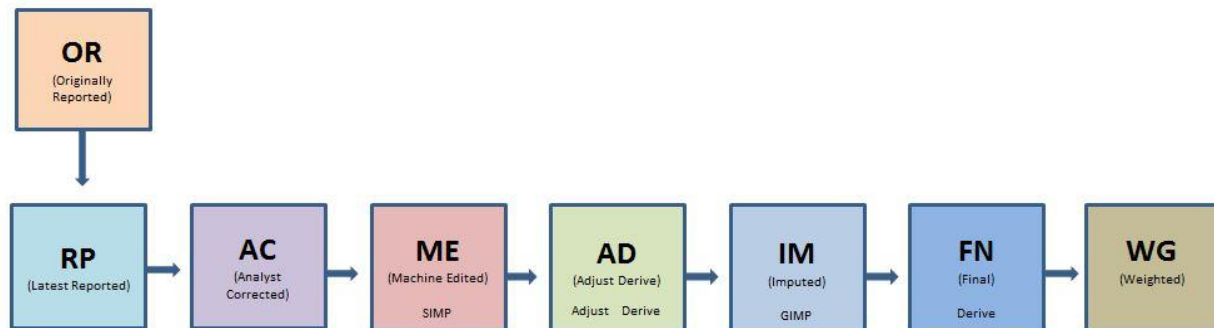 OR
(Originally
Reported)
RP
(Latest Reported)
AC
(Analyst
Corrected)
ME
(Machine Edited)
SIMP
AD
(Adjust Derive)
Adjust Derive
IM
(Imputed)
GIMP
FN
(Final)
Derive
WG
(Weighted)